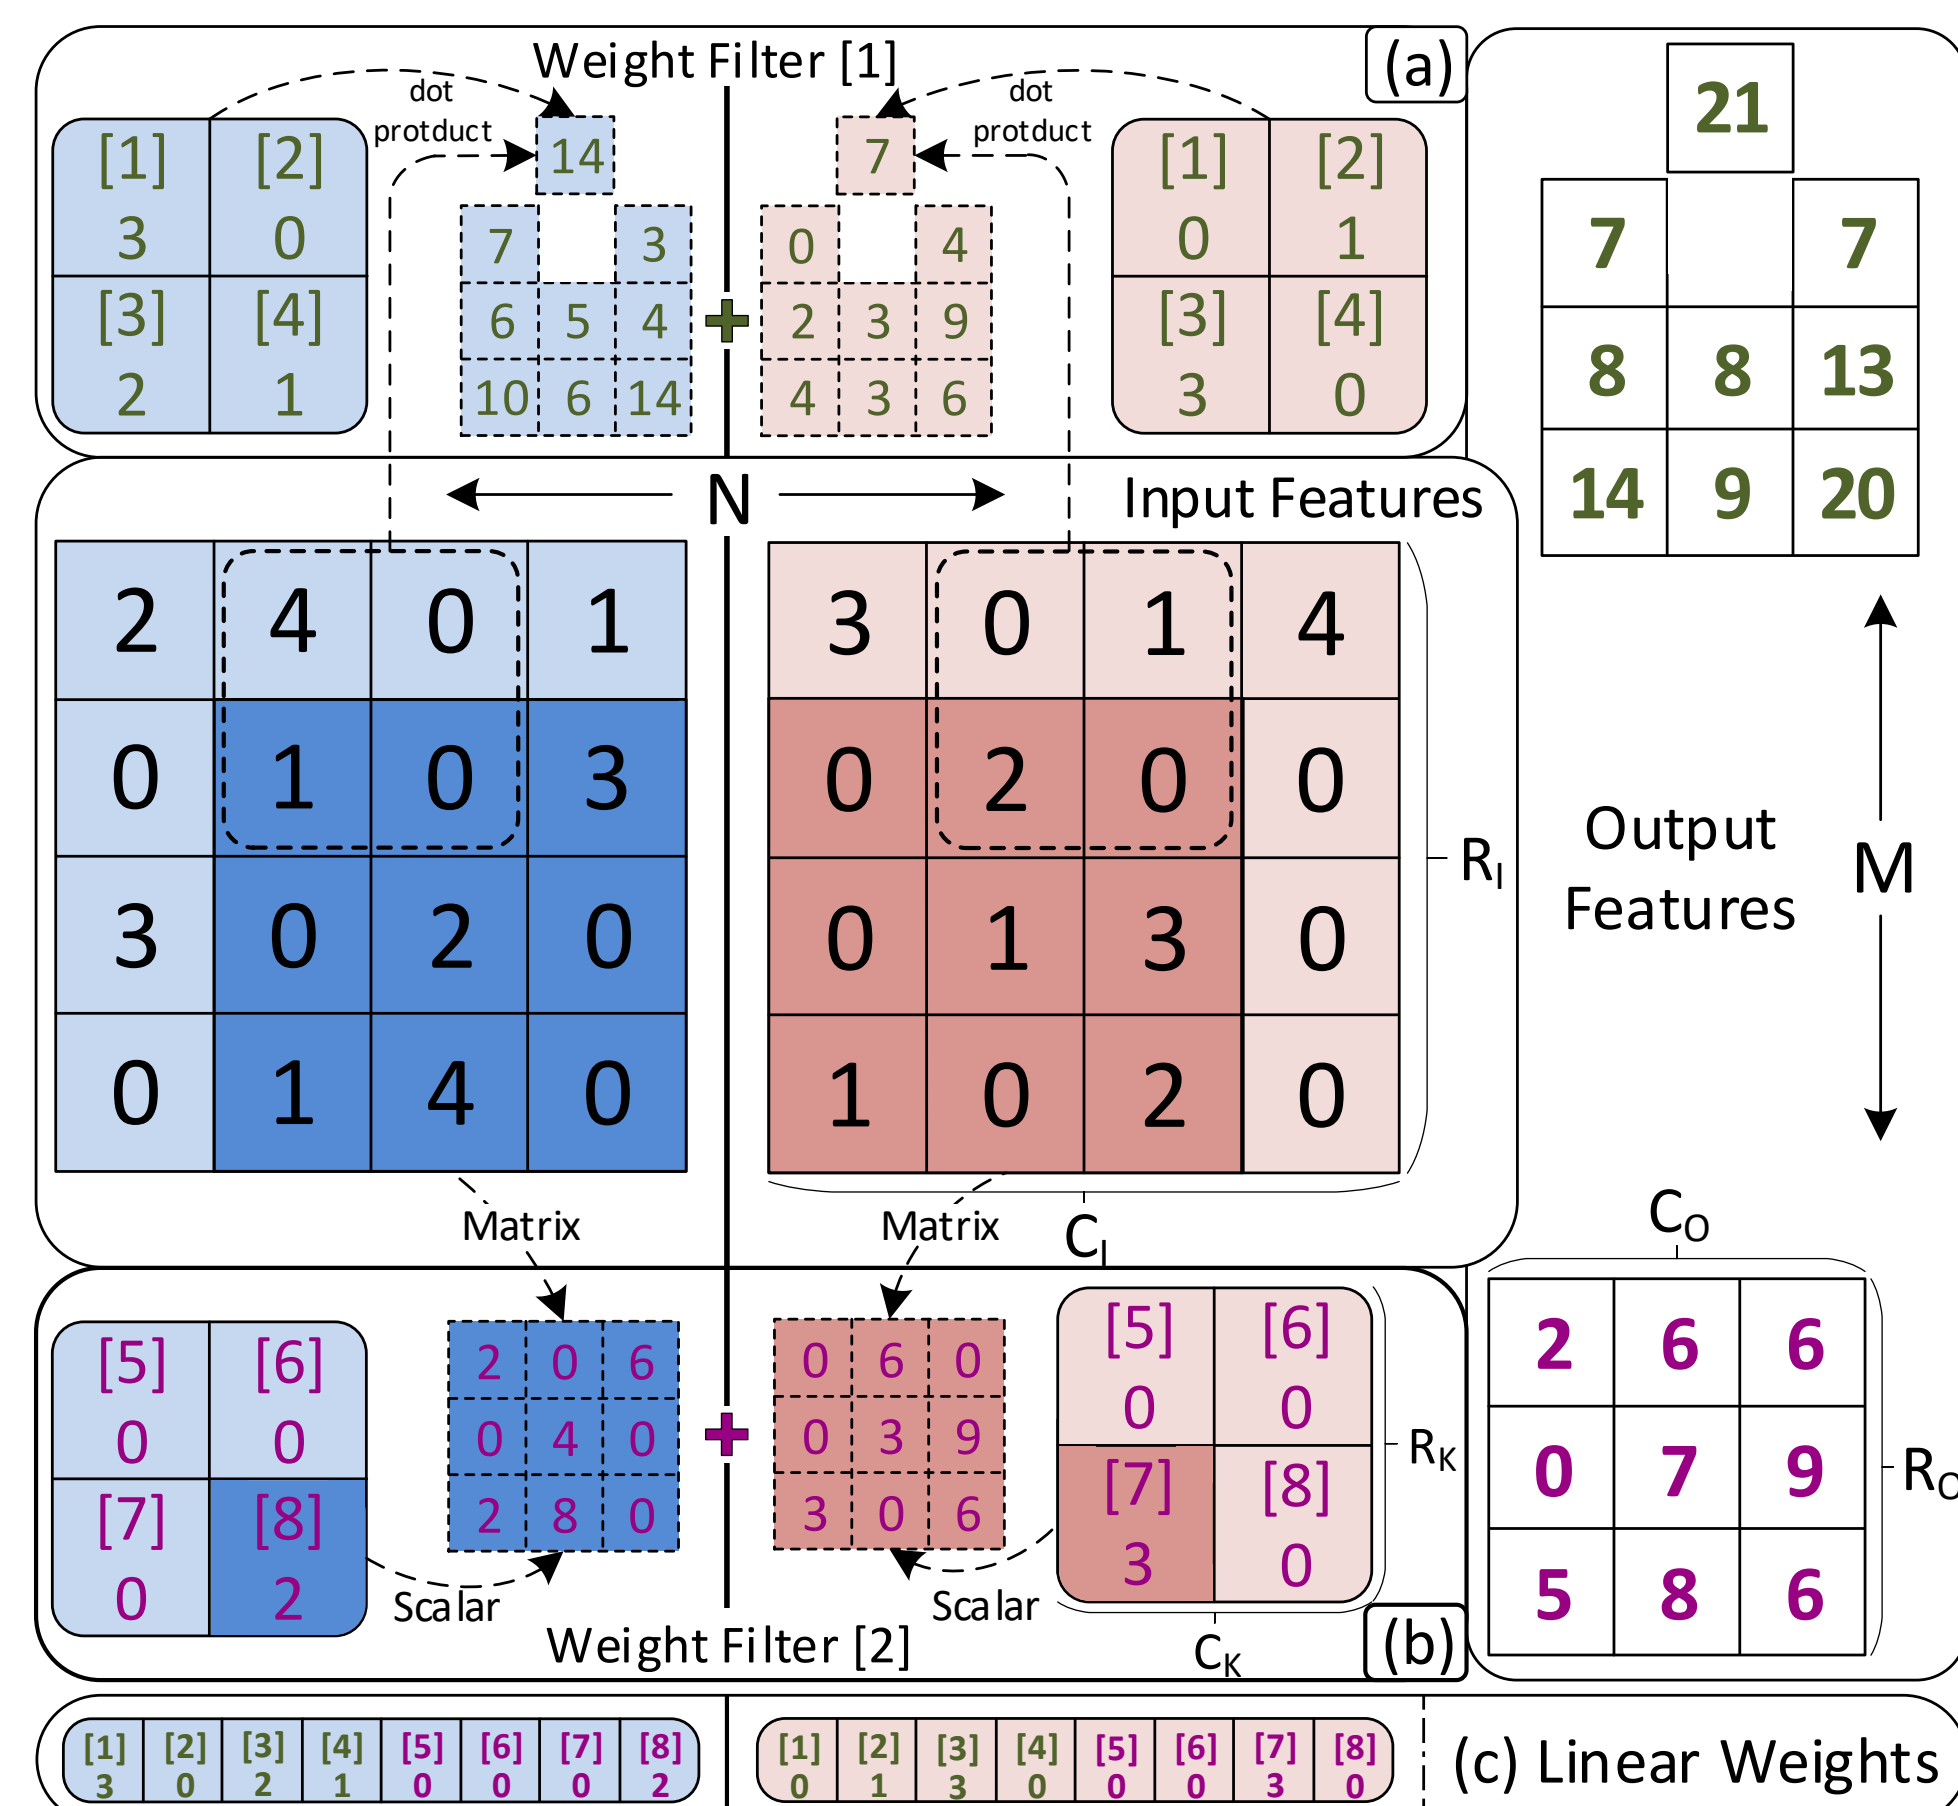 Weight Filter [1]
(a)
dot
protduct
dot
protduct
[1] [2]
3 0
[3] [4]
2 1
14
7 3
6 5 4
10 6 14
+
7
0 4
2 3 9
4 3 6
[1] [2]
0 1
[3] [4]
3 0
21
7 7
8 8 13
14 9 20
N
Input Features
2 4 0 1
0 1 0 3
3 0 2 0
0 1 4 0
3 0 1 4
0 2 0 0
0 1 3 0
1 0 2 0
R_I
C_I
Output
Features
M
Matrix
Matrix
[5] [6]
0 0
[7] [8]
0 2
2 0 6
0 4 0
2 8 0
+
0 6 0
0 3 9
3 0 6
[5] [6]
0 0
[7] [8]
3 0
R_K
C_K
Scalar
Scalar
Weight Filter [2]
(b)
C_O
2 6 6
0 7 9
5 8 6
R_O
[1] [2] [3] [4] [5] [6] [7] [8]
3 0 2 1 0 0 0 2
[1] [2] [3] [4] [5] [6] [7] [8]
0 1 3 0 0 0 3 0
(c) Linear Weights